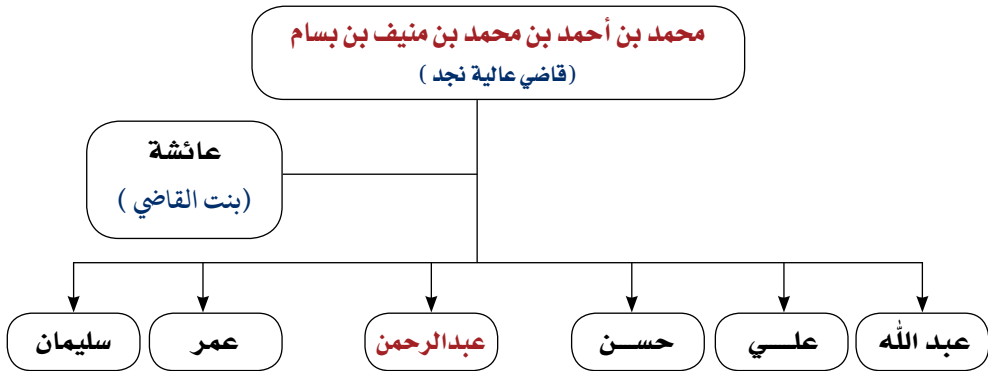 محمد بن أحمد بن محمد بن منيف بن بسام
(قاضي عالية نجد )
عائشة
(بنت القاضي )
عبد الله
علـــي
حســـن
عبدالرحمن
عمر
سليمان